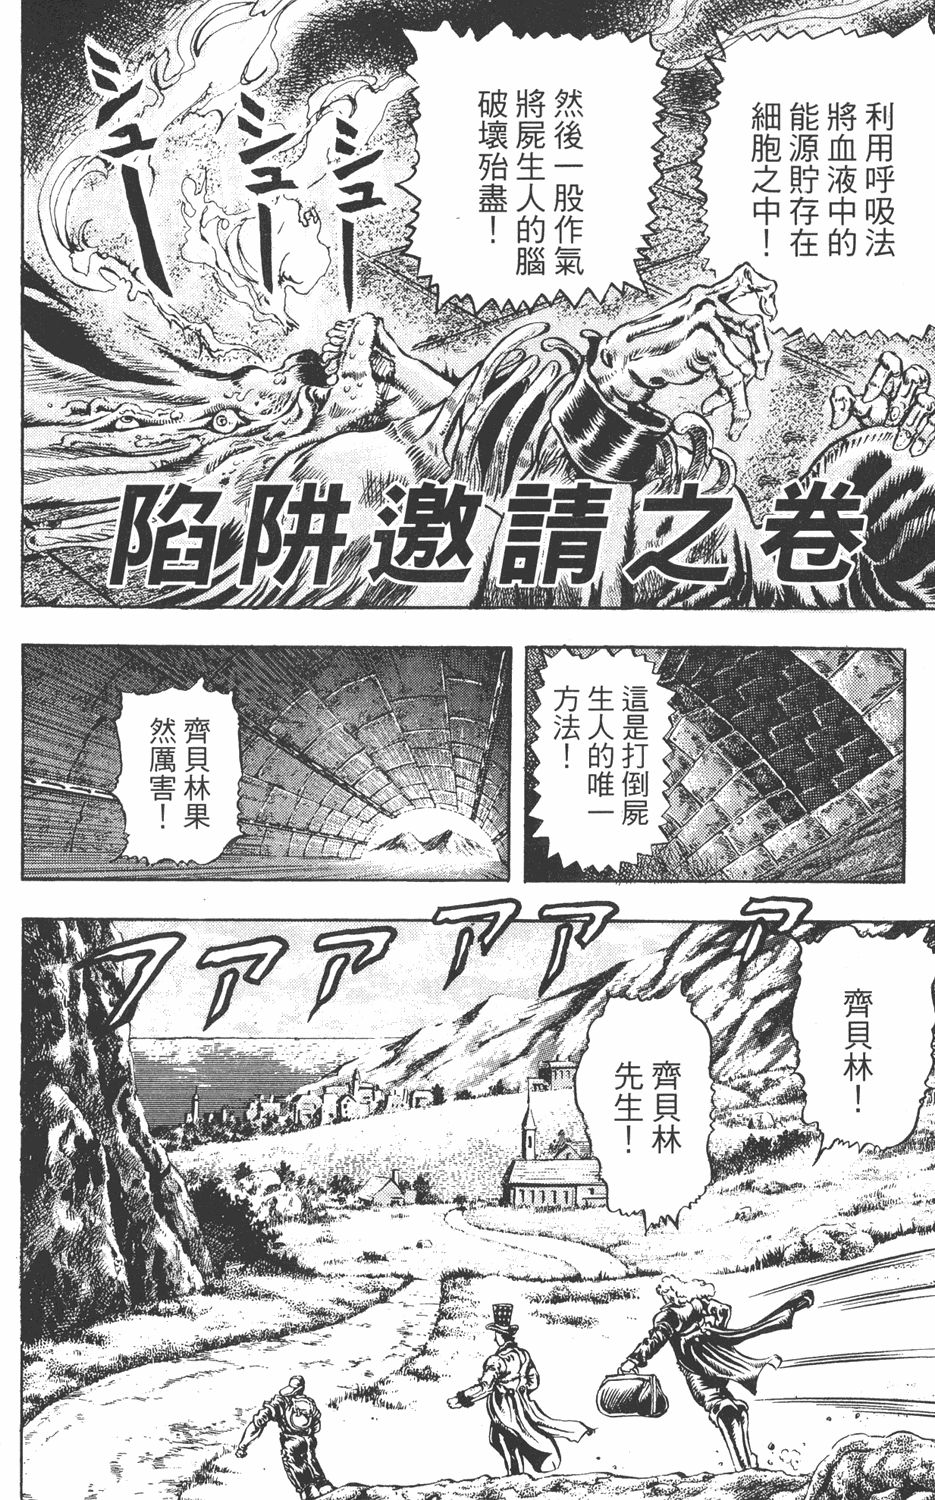 利用呼吸法
將血液中的
能源貯存在
細胞之中！
然後一股作氣
將屍生人的腦
破壞殆盡！
シュー
シュー
シュー
陷阱邀請之卷
這是打倒屍
生人的唯一
方法！
齊貝林果
然厲害！
齊貝林！
齊貝林
先生！
ファアアアアア